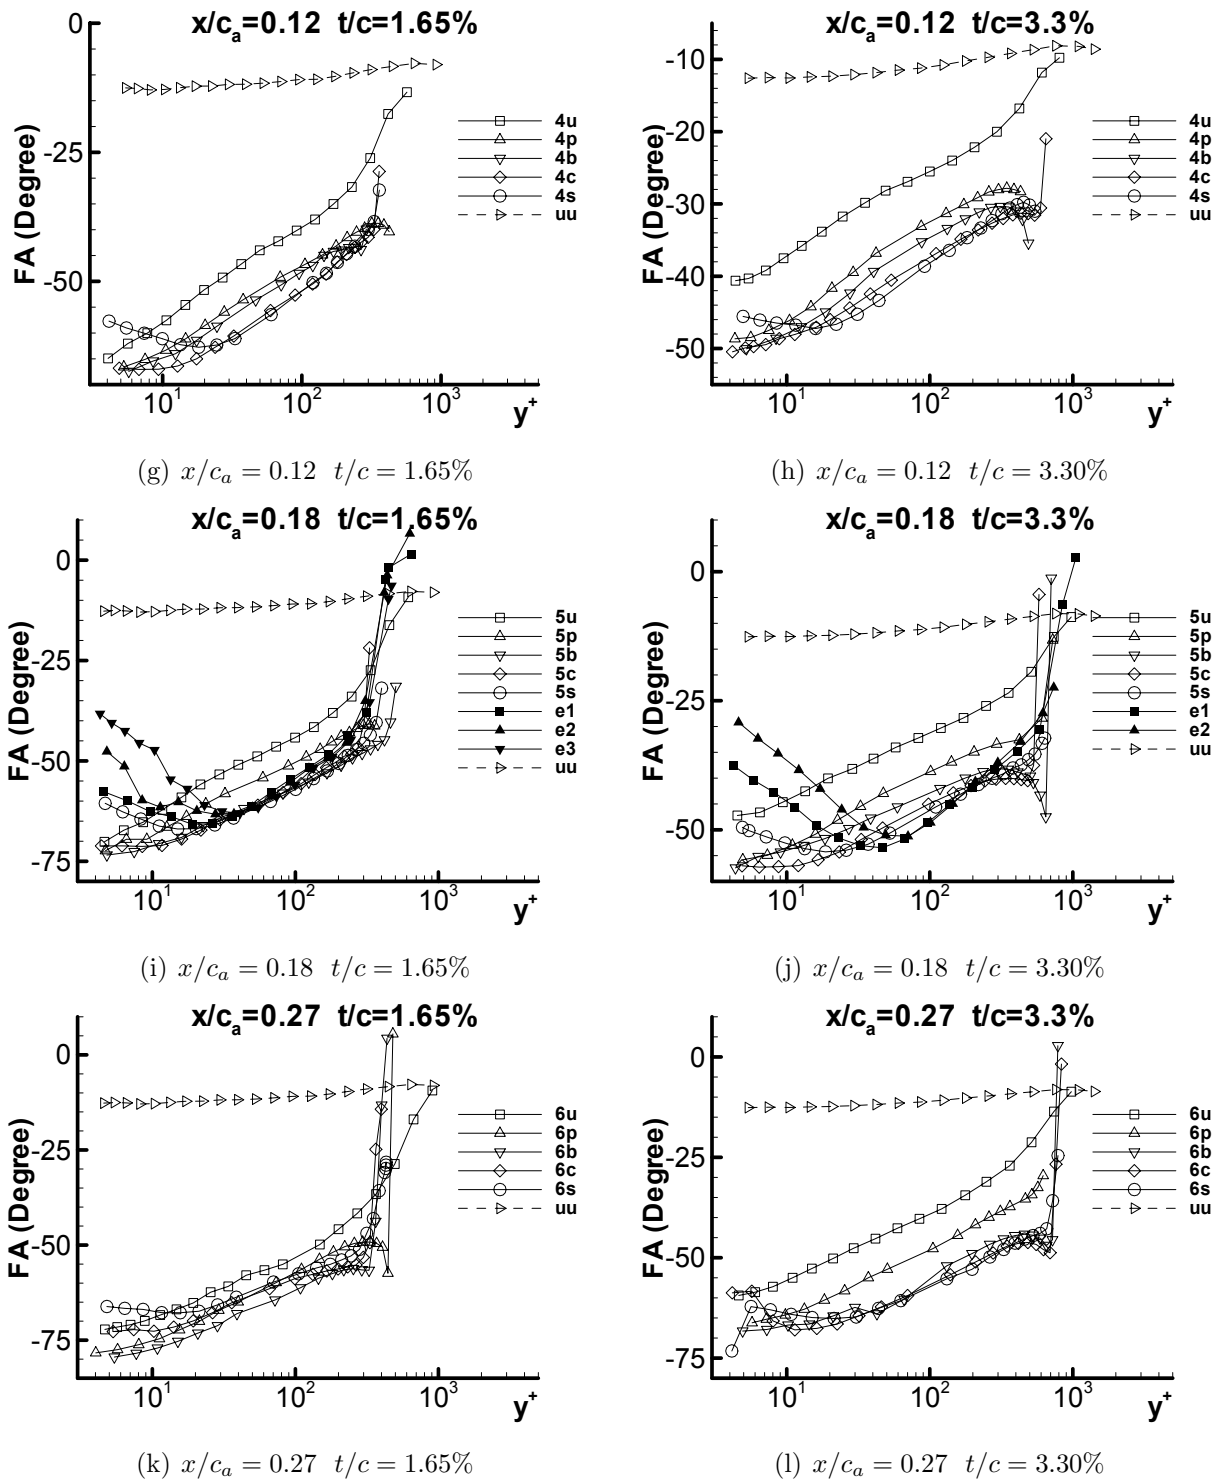 x/ca=0.12 t/c=1.65%
0
-25
-50
FA (Degree)
4u
4p
4b
4c
4s
uu
10¹ 10² 10³
y⁺
(g) x/ca = 0.12 t/c = 1.65%
x/ca=0.12 t/c=3.3%
-10
-20
-30
-40
-50
FA (Degree)
4u
4p
4b
4c
4s
uu
10¹ 10² 10³
y⁺
(h) x/ca = 0.12 t/c = 3.30%
x/ca=0.18 t/c=1.65%
0
-25
-50
-75
FA (Degree)
5u
5p
5b
5c
5s
e1
e2
e3
uu
10¹ 10² 10³
y⁺
(i) x/ca = 0.18 t/c = 1.65%
x/ca=0.18 t/c=3.3%
0
-25
-50
FA (Degree)
5u
5p
5b
5c
5s
e1
e2
uu
10¹ 10² 10³
y⁺
(j) x/ca = 0.18 t/c = 3.30%
x/ca=0.27 t/c=1.65%
0
-25
-50
-75
FA (Degree)
6u
6p
6b
6c
6s
uu
10¹ 10² 10³
y⁺
(k) x/ca = 0.27 t/c = 1.65%
x/ca=0.27 t/c=3.3%
0
-25
-50
-75
FA (Degree)
6u
6p
6b
6c
6s
uu
10¹ 10² 10³
y⁺
(l) x/ca = 0.27 t/c = 3.30%